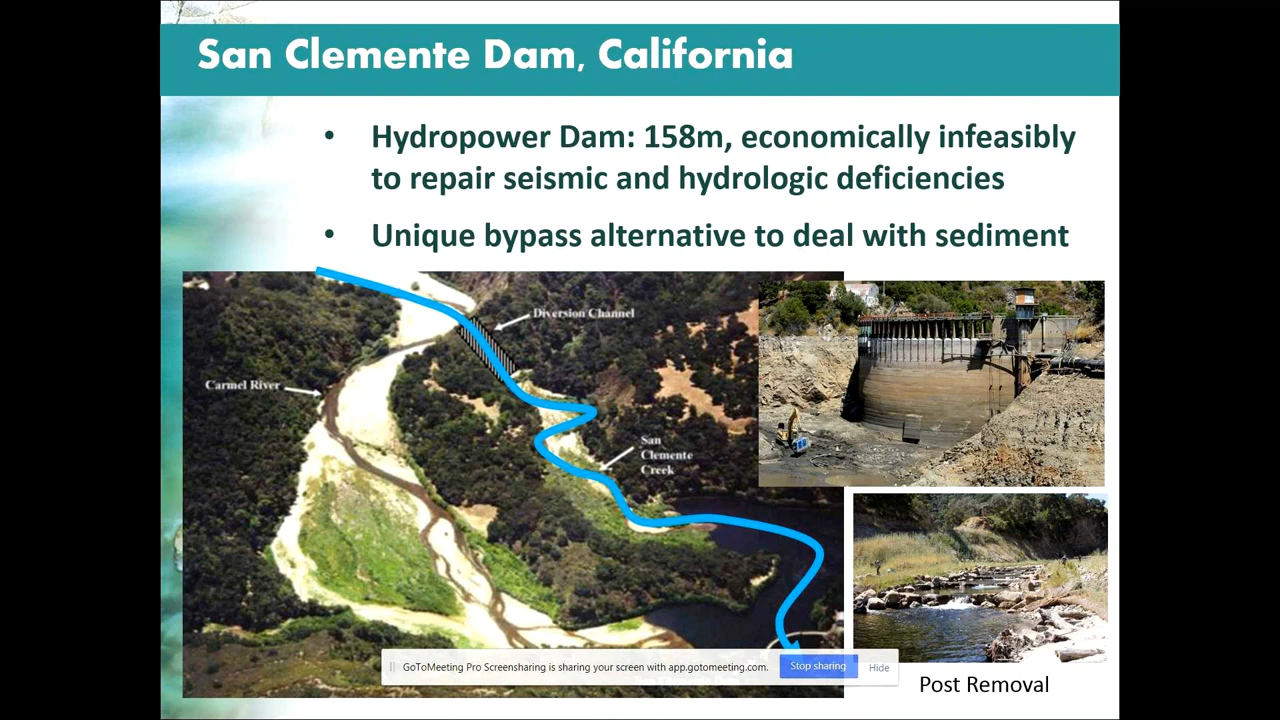 San Clemente Dam, California
• Hydropower Dam: 158m, economically infeasibly
to repair seismic and hydrologic deficiencies
• Unique bypass alternative to deal with sediment
Diversion Channel
Carmel River
San
Clemente
Creek
GoToMeeting Pro Screensharing is sharing your screen with app.gotomeeting.com.
Stop sharing
Hide
Post Removal